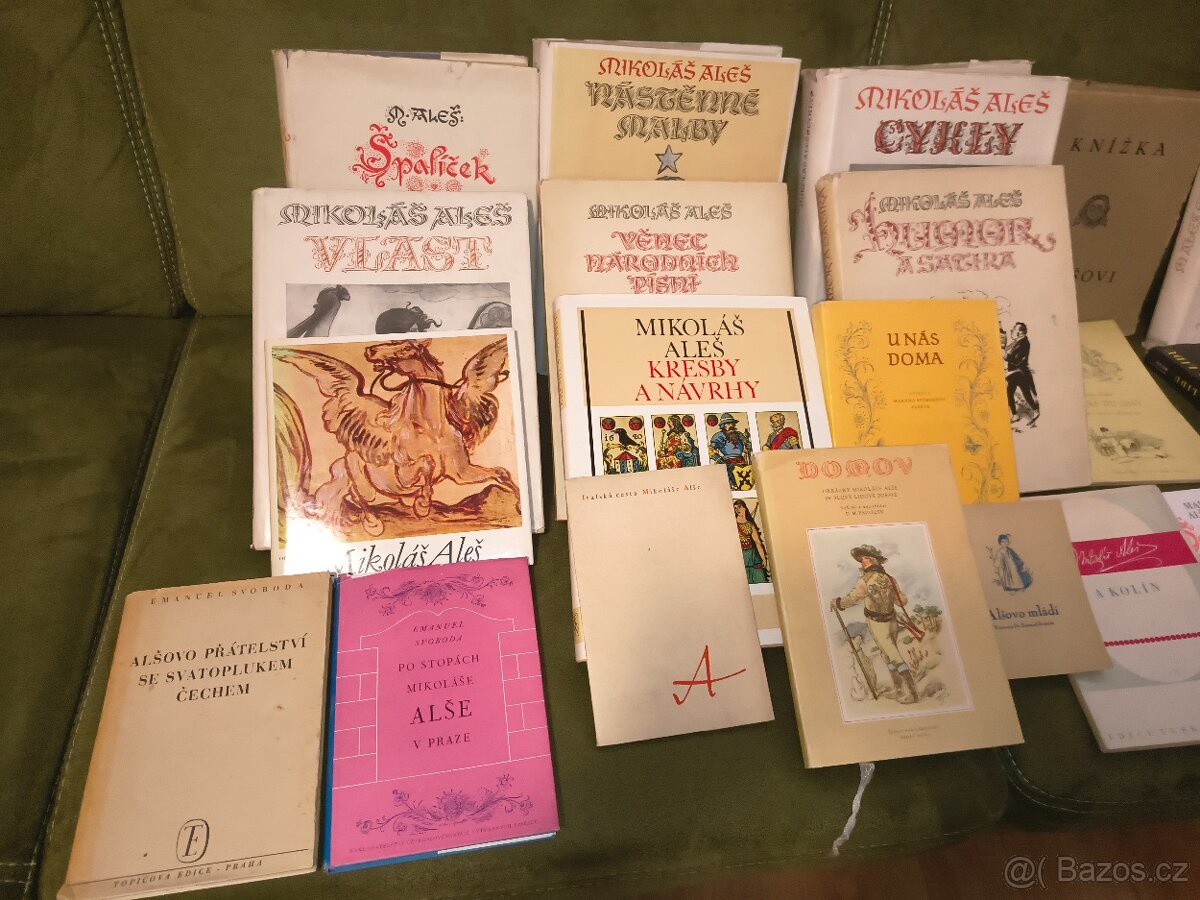 M. ALEŠ:
Špalíček
MIKOLÁŠ ALEŠ
NÁSTĚNNÉ
MALBY
MIKOLÁŠ ALEŠ
CYKLY
KNÍŽKA
MIKOLÁŠ ALEŠ
VLAST
MIKOLÁŠ ALEŠ
VĚNEC
NÁRODNÍCH
PÍSNÍ
MIKOLÁŠ ALEŠ
HUMOR
A SATIRA
MIKOLÁŠ
ALEŠ
KRESBY
A NÁVRHY
U NÁS
DOMA
Mikoláš Aleš
Italská cesta Mikoláše Alše
A
DOMOV
OBRÁZKY MIKOLÁŠE ALŠE
Alšovo mládí
A KOLÍN
EMANUEL SVOBODA
ALŠOVO PŘÁTELSTVÍ
SE SVATOPLUKEM
ČECHEM
TOPIČOVA EDICE - PRAHA
EMANUEL
SVOBODA
PO STOPÁCH
MIKOLÁŠE
ALŠE
V PRAZE
@( Bazos.cz